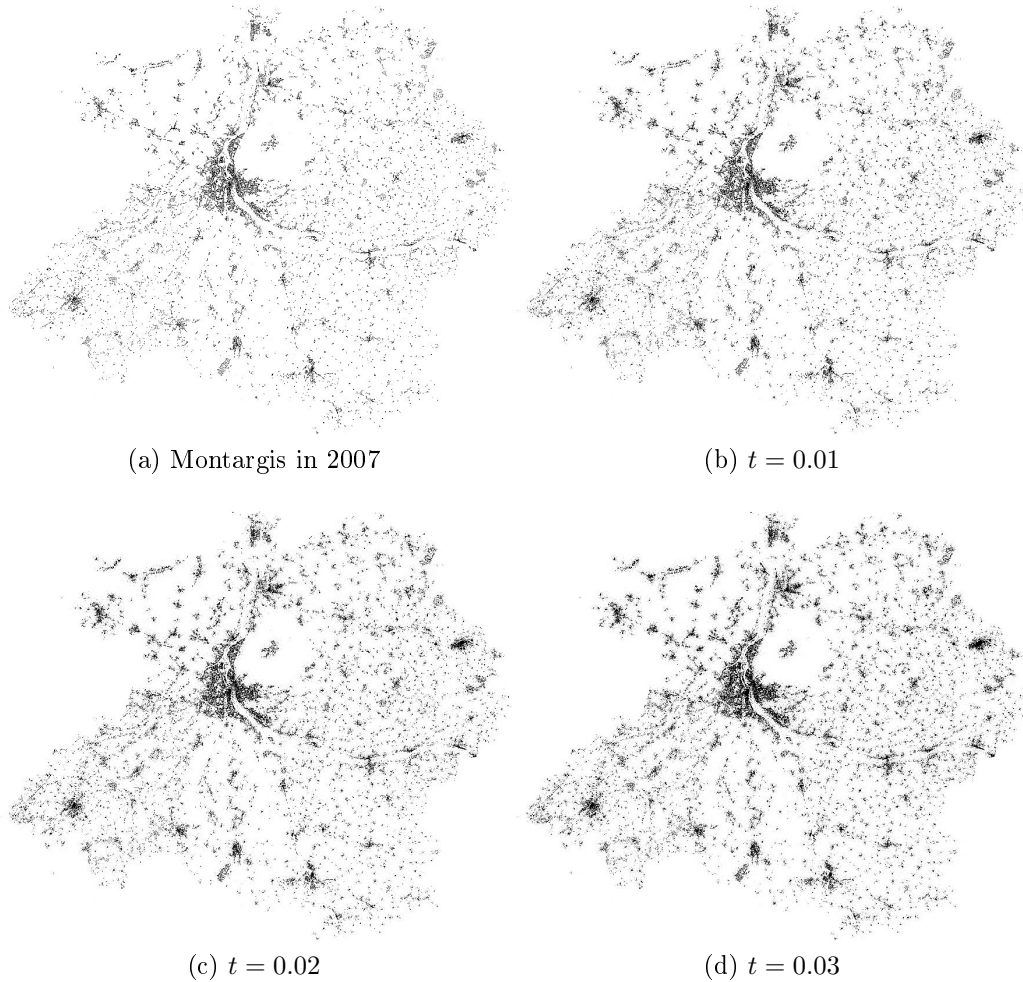 (a) Montargis in 2007
(b) t = 0.01
(c) t = 0.02
(d) t = 0.03